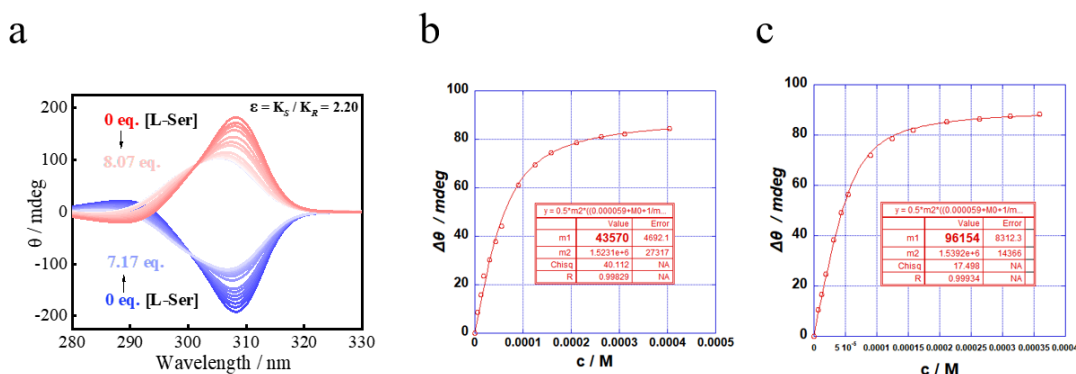 a
b
c
θ / mdeg
200
100
0
-100
-200
280
290
300
310
320
330
Wavelength / nm
ε = K_S / K_R = 2.20
0 eq. [L-Ser]
8.07 eq.
7.17 eq.
0 eq. [L-Ser]
Δθ / mdeg
100
80
60
40
20
0
0
0.0001
0.0002
0.0003
0.0004
0.0005
c / M
y = 0.5*m2*((0.000059+M0+1/m...
Value Error
m1 43570 4692.1
m2 1.5231e+6 27317
Chisq 40.112 NA
R 0.99829 NA
Δθ / mdeg
100
80
60
40
20
0
0
5 10⁻⁵
0.0001
0.00015
0.0002
0.00025
0.0003
0.00035
0.0004
c / M
y = 0.5*m2*((0.000059+M0+1/m...
Value Error
m1 96154 8312.3
m2 1.5392e+6 14366
Chisq 17.498 NA
R 0.99934 NA